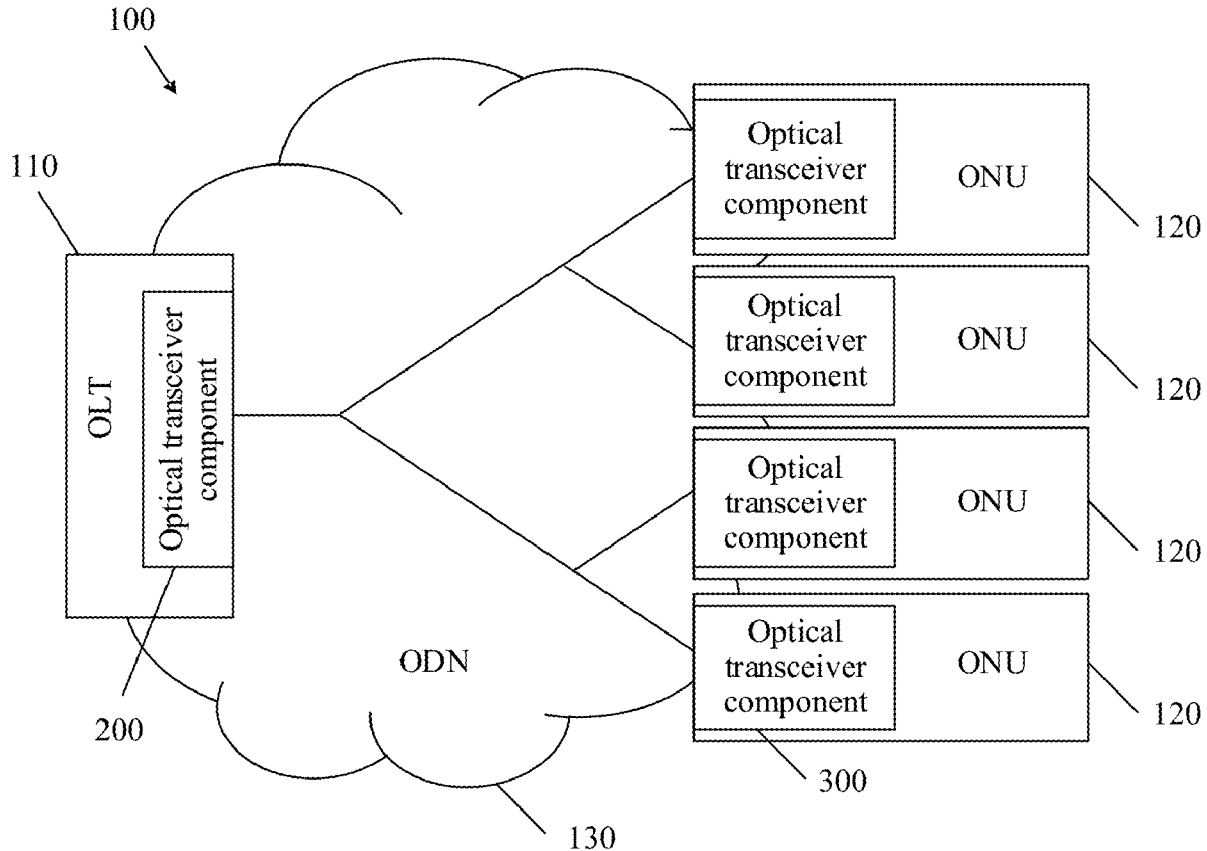 100
110
OLT
Optical transceiver
component
200
ODN
130
Optical
transceiver
component
ONU
120
Optical
transceiver
component
ONU
120
Optical
transceiver
component
ONU
120
Optical
transceiver
component
ONU
120
300